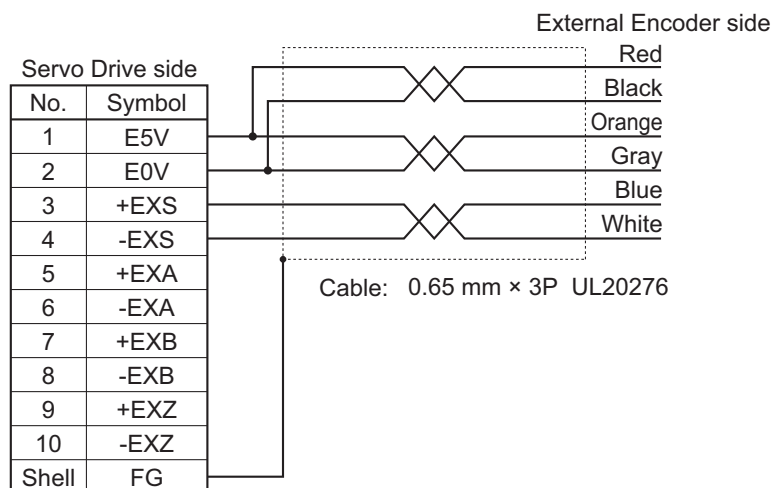 External Encoder side
Servo Drive side
No. Symbol
1 E5V
2 E0V
3 +EXS
4 -EXS
5 +EXA
6 -EXA
7 +EXB
8 -EXB
9 +EXZ
10 -EXZ
Shell FG
Red
Black
Orange
Gray
Blue
White
Cable: 0.65 mm × 3P UL20276